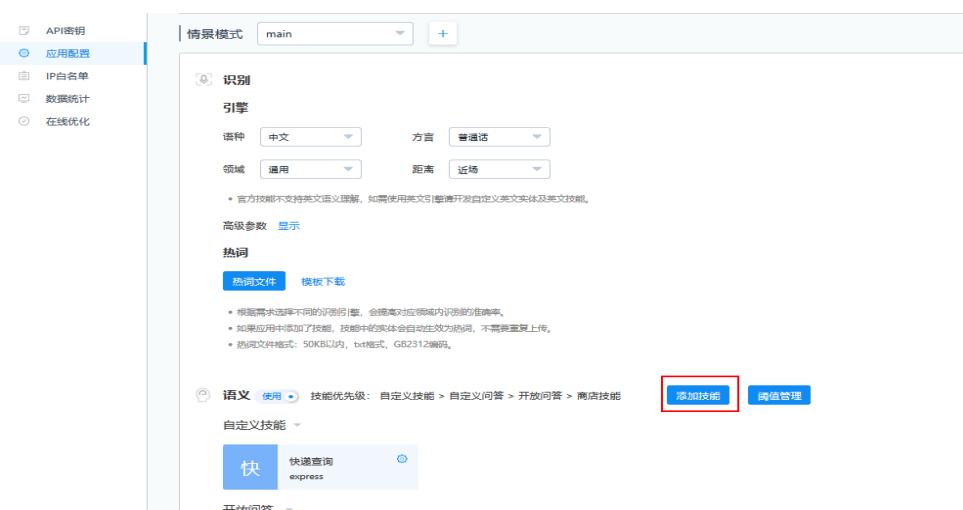 API密钥
应用配置
IP白名单
数据统计
在线优化
情景模式 main +
识别
引擎
语种 中文 方言 普通话
领域 通用 距离 近场
• 官方技能不支持英文语义理解，如需使用英文引擎请开发自定义英文实体及英文技能。
高级参数 显示
热词
热词文件 模板下载
• 根据需求选择不同的识别引擎，会提高对应领域内识别的准确率。
• 如果应用中添加了技能，技能中的实体会自动生效为热词，不需要重复上传。
• 热词文件格式：50KB以内，txt格式，GB2312编码。
语义 使用 技能优先级： 自定义技能 > 自定义问答 > 开放问答 > 商店技能 添加技能 阈值管理
自定义技能
快 快递查询
express
开放问答